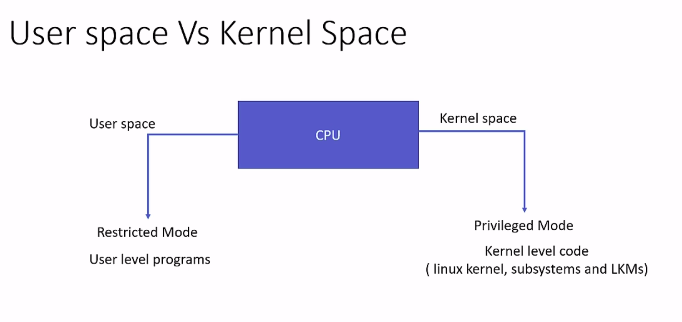 User space Vs Kernel Space
User space
CPU
Kernel space
Restricted Mode
User level programs
Privileged Mode
Kernel level code
( linux kernel, subsystems and LKMs)